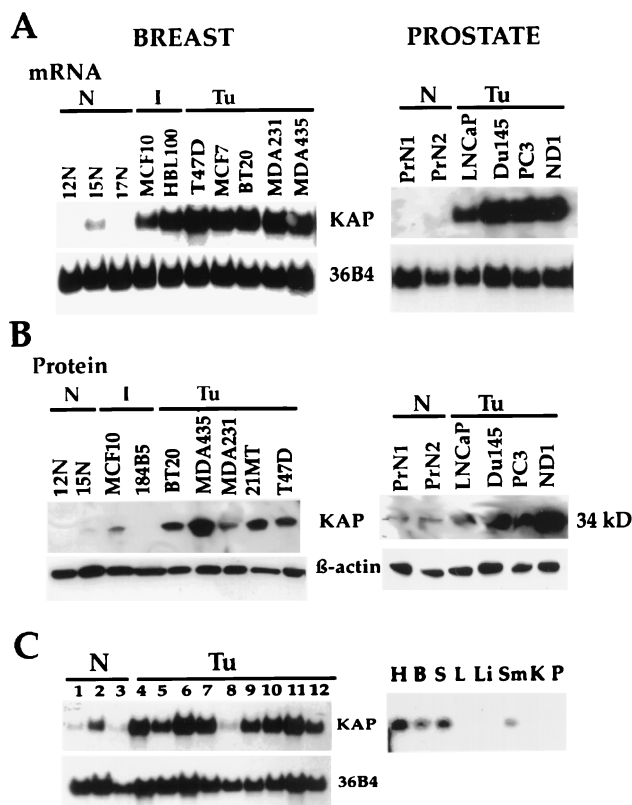 A
BREAST
PROSTATE
mRNA
N I Tu
N Tu
12N 15N 17N MCF10 HBL100 T47D MCF7 BT20 MDA231 MDA435
PrN1 PrN2 LNCaP Du145 PC3 ND1
KAP
36B4
B
Protein
N I Tu
N Tu
12N 15N MCF10 184B5 BT20 MDA435 MDA231 21MT T47D
PrN1 PrN2 LNCaP Du145 PC3 ND1
KAP 34 kD
ß-actin
C
N Tu
1 2 3 4 5 6 7 8 9 10 11 12
H B S L Li Sm K P
KAP
36B4